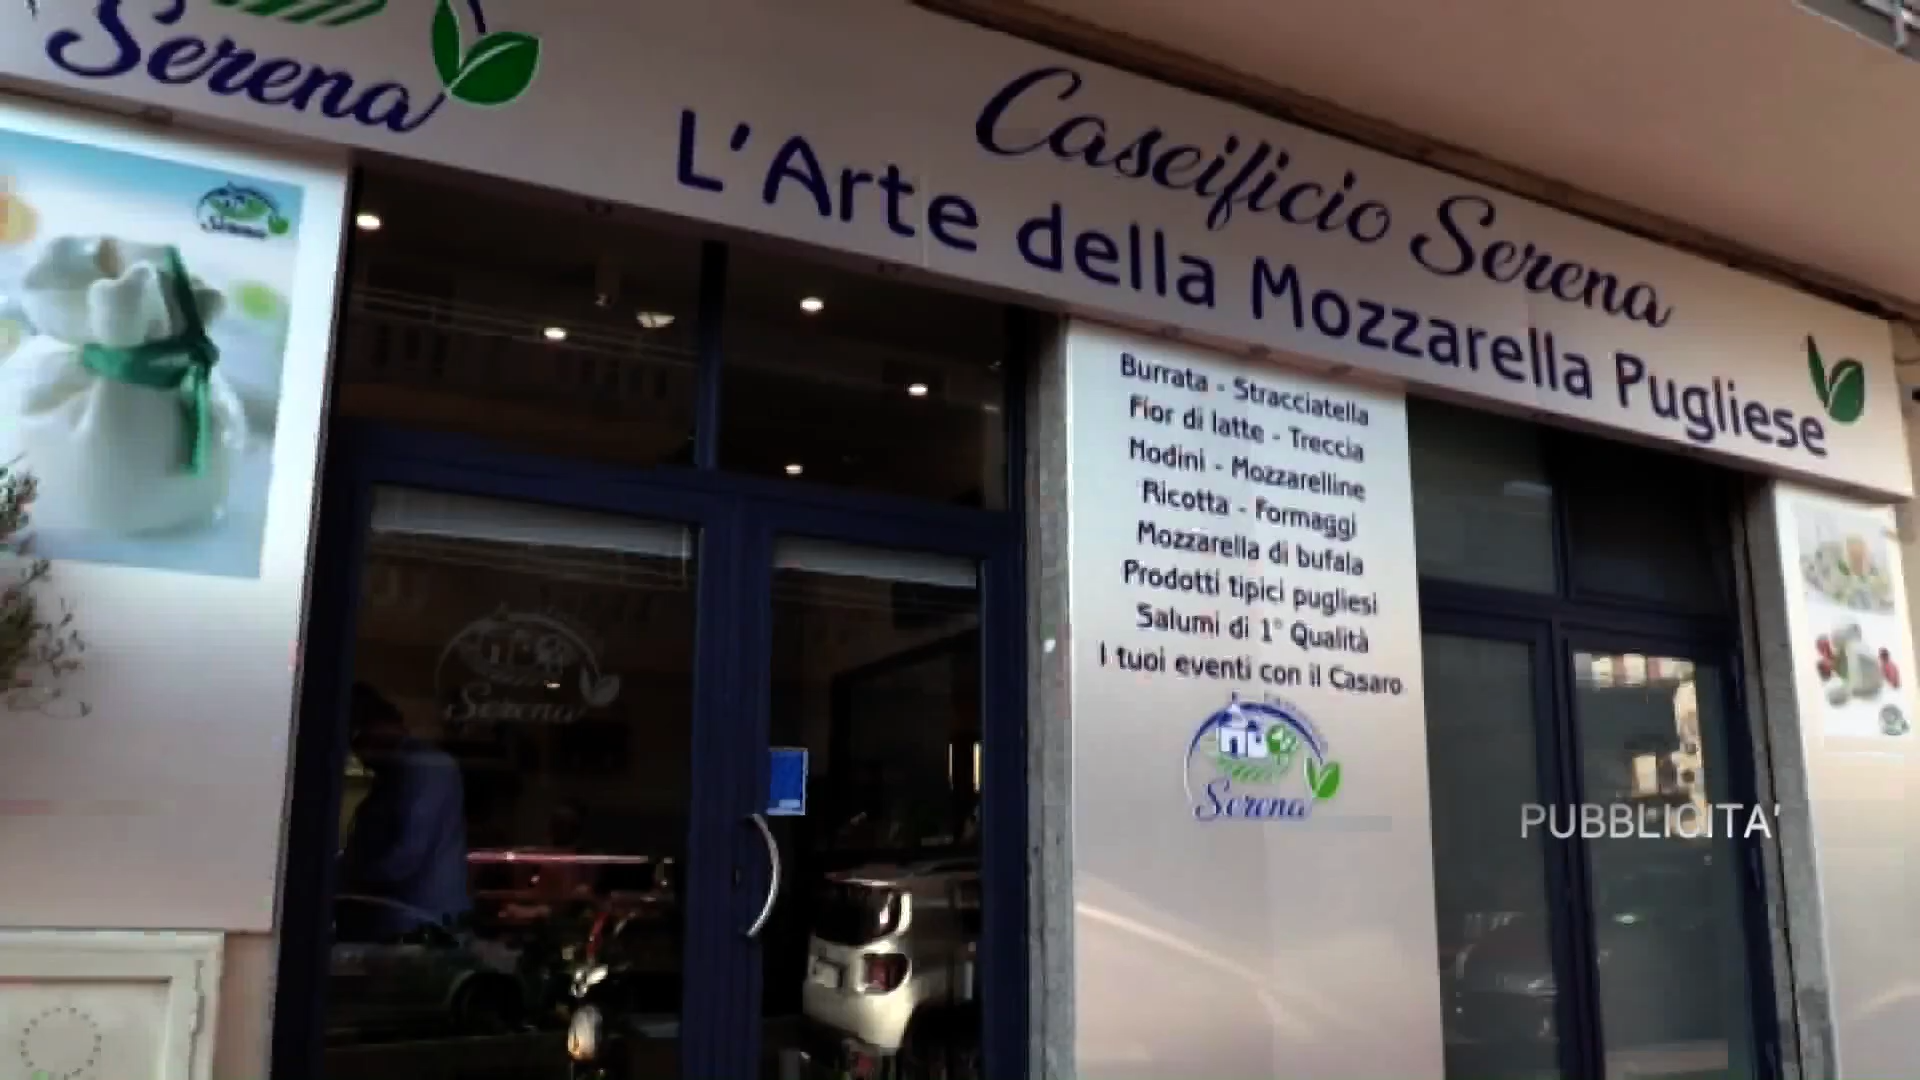 Serena
Caseificio Serena
L'Arte della Mozzarella Pugliese
Serena
Burrata - Stracciatella
Fior di latte - Treccia
Nodini - Mozzarelline
Ricotta - Formaggi
Mozzarella di bufala
Prodotti tipici pugliesi
Salumi di 1° Qualità
I tuoi eventi con il Casaro
Serena
Serena
PUBBLICITA'